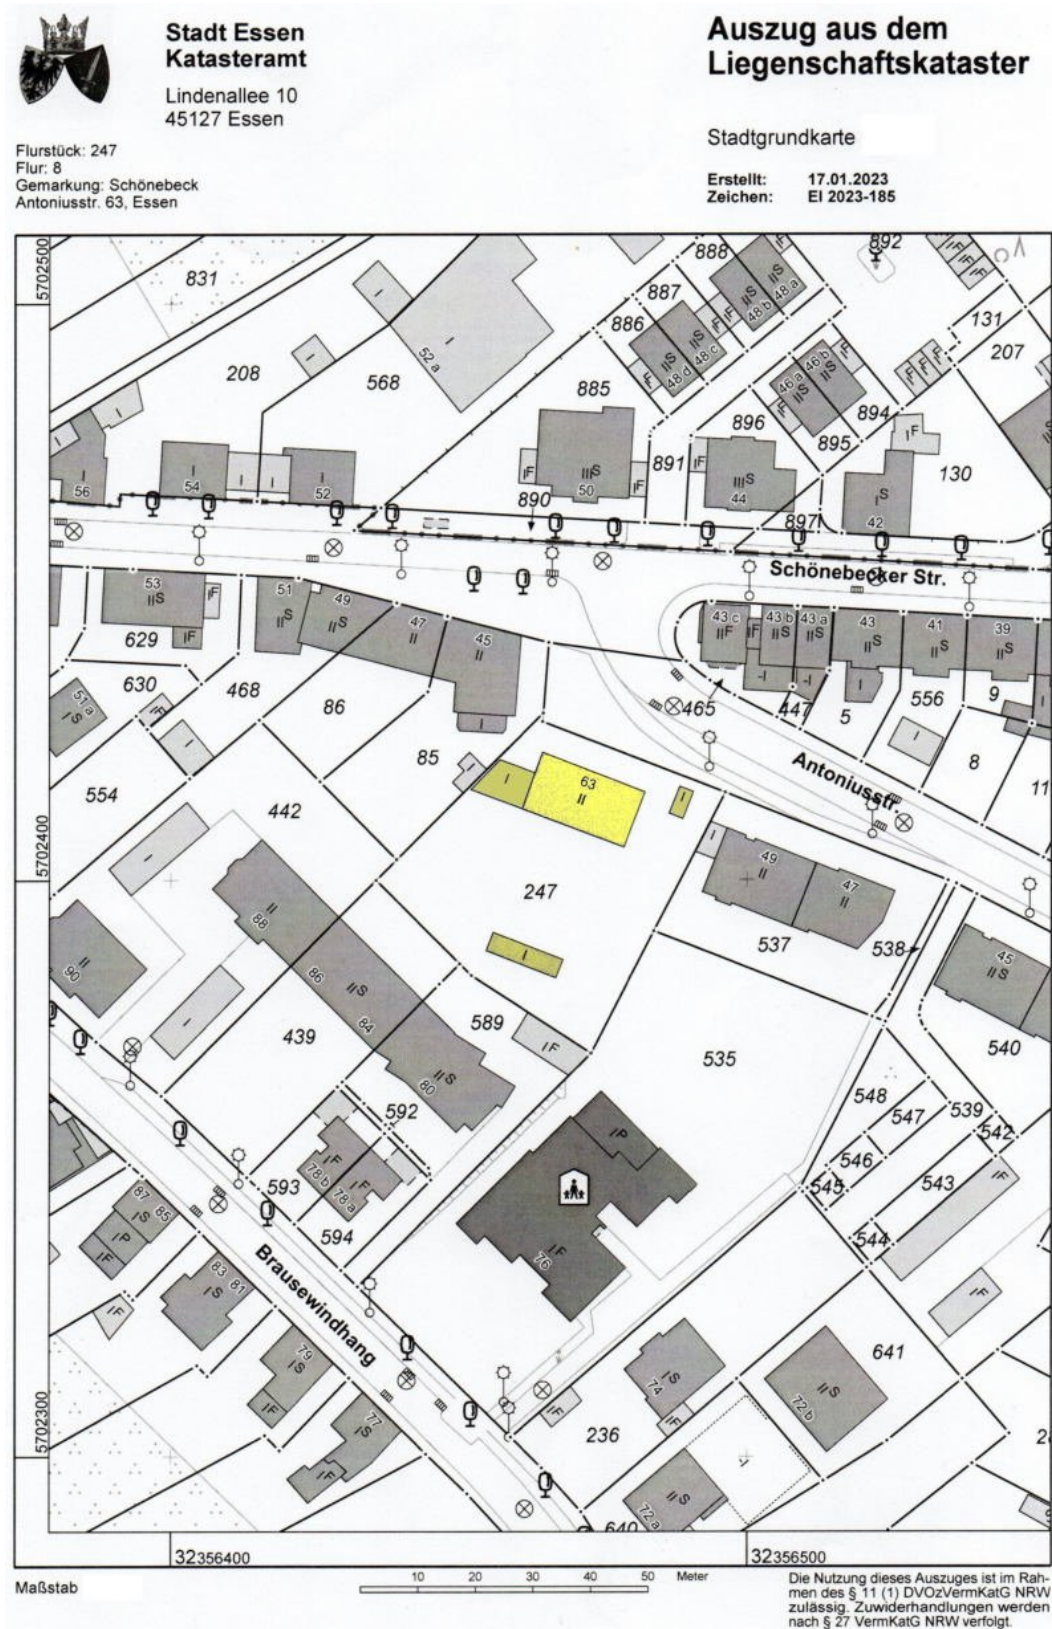 Stadt Essen
Katasteramt
Lindenallee 10
45127 Essen
Flurstück: 247
Flur: 8
Gemarkung: Schönebeck
Antoniusstr. 63, Essen
Auszug aus dem
Liegenschaftskataster
Stadtgrundkarte
Erstellt: 17.01.2023
Zeichen: EI 2023-185
5702500
831
888
892
887
48 b
48 a
886
48 d
48 c
131
207
52 a
208
568
885
46 a
46 b
894
896
895
891
130
56
54
52
890
50
44
897
42
Schönebecker Str.
53
51
49
47
45
43 c
43 b
43 a
43
41
39
629
630
468
86
465
447
5
556
9
51 a
85
8
11
554
442
63
Antoniusstr.
5702400
247
49
47
88
537
538
45
90
86
84
439
589
535
540
80
592
548
547
539
542
546
545
543
544
78 b
78 a
593
594
87
85
83
81
Brausewindhang
76
79
77
74
641
72 b
236
72 a
640
5702300
32356400
32356500
Maßstab
10 20 30 40 50 Meter
Die Nutzung dieses Auszuges ist im Rah-
men des § 11 (1) DVOzVermKatG NRW
zulässig. Zuwiderhandlungen werden
nach § 27 VermKatG NRW verfolgt.